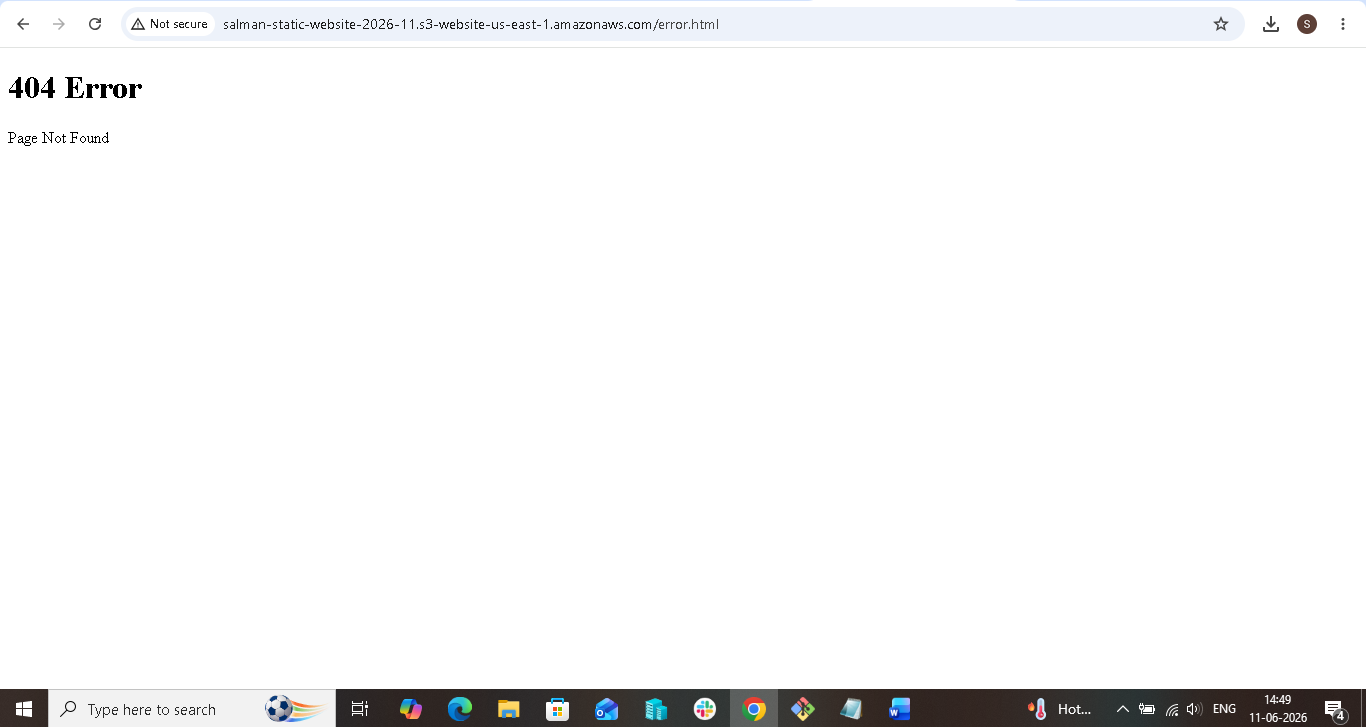 Not secure
salman-static-website-2026-11.s3-website-us-east-1.amazonaws.com/error.html
S
404 Error
Page Not Found
Type here to search
Hot...
ENG
14:49
11-06-2026
4